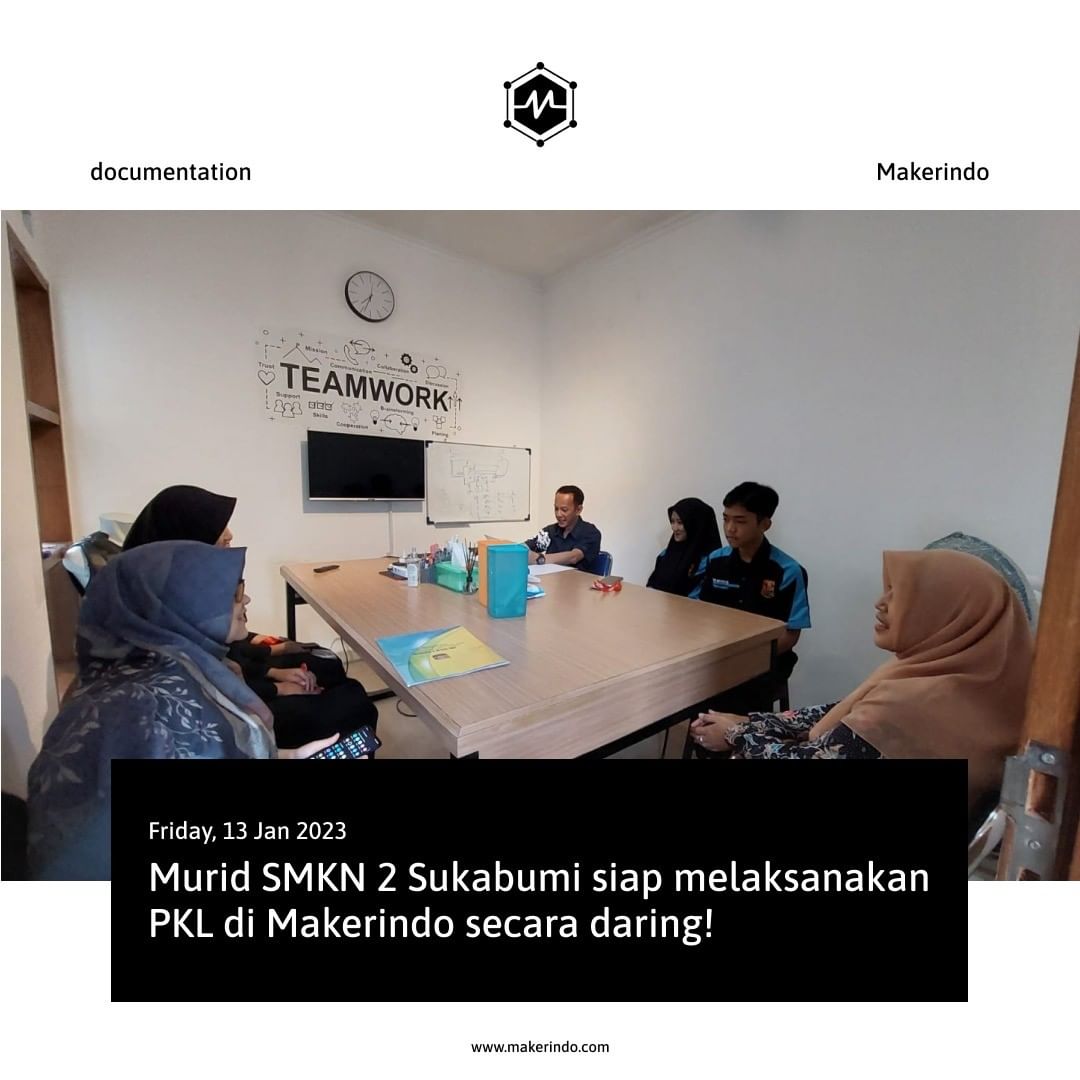 documentation
Makerindo
Mission
Communication
Collaboration
Discussion
Trust
TEAMWORK
Support
Skills
Cooperation
Brainstorming
Planing
Friday, 13 Jan 2023
Murid SMKN 2 Sukabumi siap melaksanakan
PKL di Makerindo secara daring!
www.makerindo.com